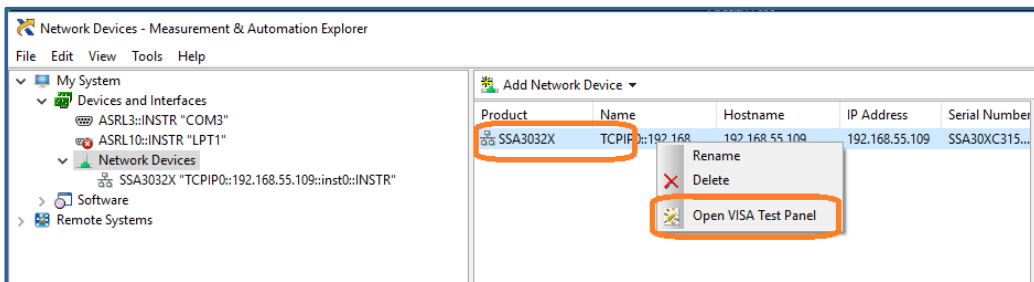 Network Devices - Measurement & Automation Explorer
File Edit View Tools Help
My System
Devices and Interfaces
ASRL3::INSTR "COM3"
ASRL10::INSTR "LPT1"
Network Devices
SSA3032X "TCPIP0::192.168.55.109::inst0::INSTR"
Software
Remote Systems
Add Network Device
Product Name Hostname IP Address Serial Number
SSA3032X TCPIP0::192.168 192.168.55.109 192.168.55.109 SSA30XC315...
Rename
Delete
Open VISA Test Panel